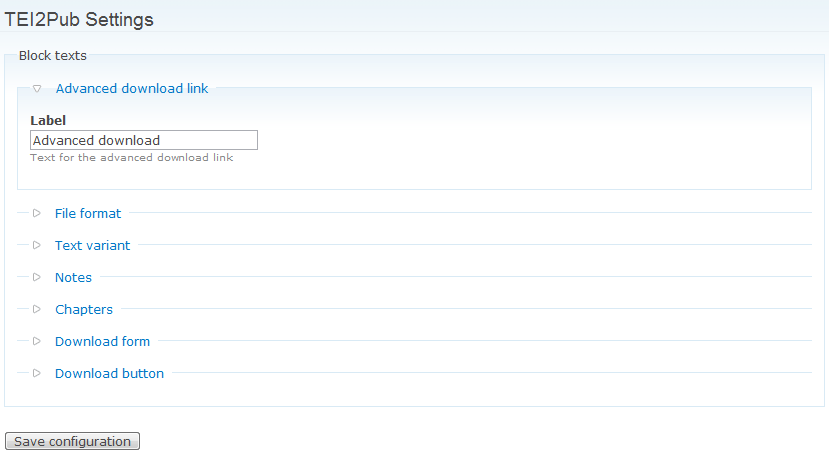 TEI2Pub Settings
Block texts
Advanced download link
Label
Advanced download
Text for the advanced download link
File format
Text variant
Notes
Chapters
Download form
Download button
Save configuration